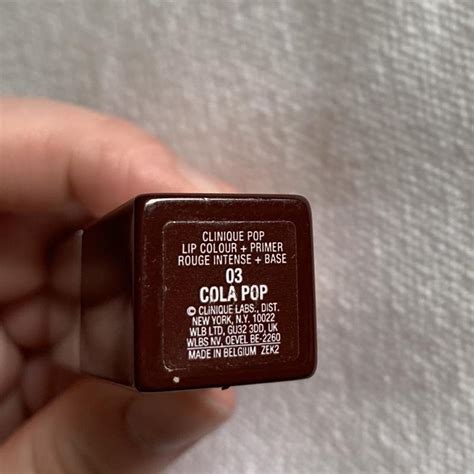 CLINIQUE POP
LIP COLOUR + PRIMER
ROUGE INTENSE + BASE
03
COLA POP
© CLINIQUE LABS., DIST.
NEW YORK, N.Y. 10022
WLB LTD, GU32 3DD, UK
WLBS NV, OEVEL BE-2260
MADE IN BELGIUM ZEK2